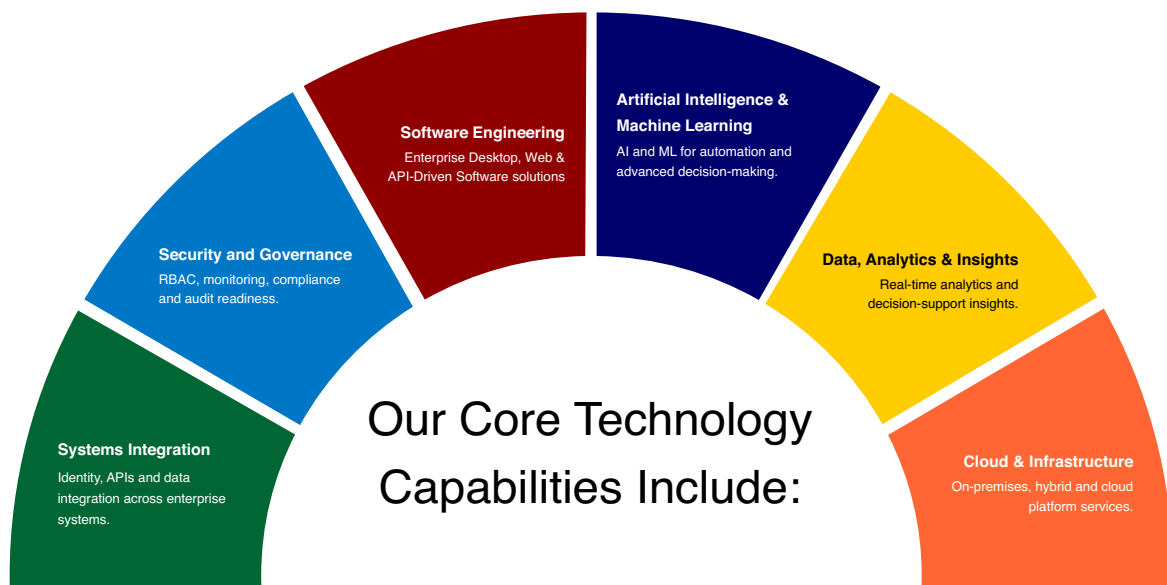 Artificial Intelligence &
Machine Learning
AI and ML for automation and
advanced decision-making.
Software Engineering
Enterprise Desktop, Web &
API-Driven Software solutions
Security and Governance
RBAC, monitoring, compliance
and audit readiness.
Data, Analytics & Insights
Real-time analytics and
decision-support insights.
Our Core Technology
Capabilities Include:
Systems Integration
Identity, APIs and data
integration across enterprise
systems.
Cloud & Infrastructure
On-premises, hybrid and cloud
platform services.